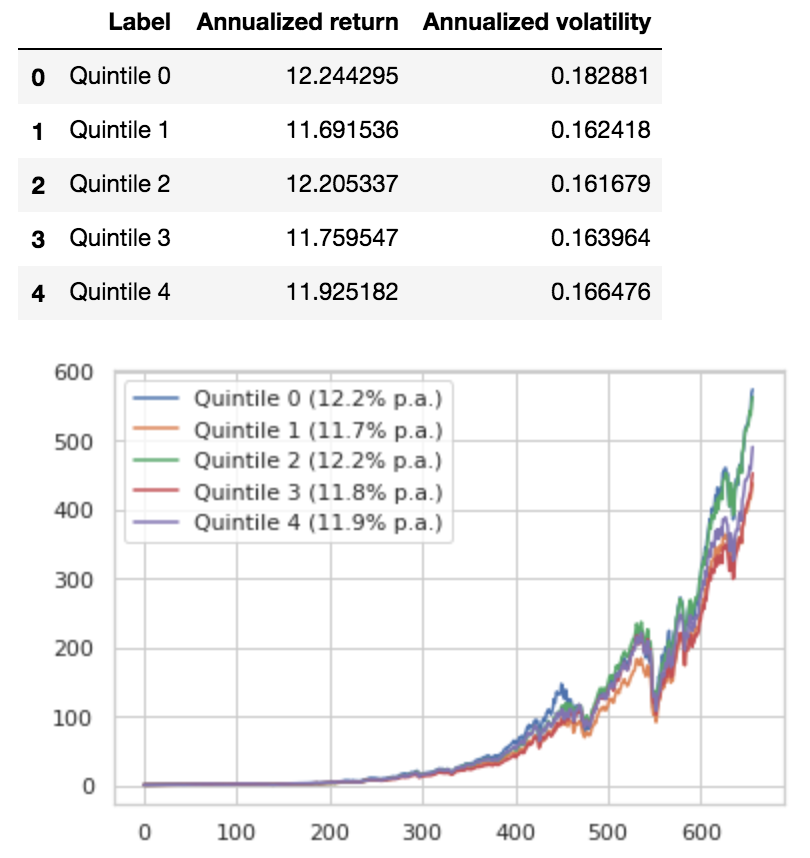 Label Annualized return Annualized volatility
0 Quintile 0 12.244295 0.182881
1 Quintile 1 11.691536 0.162418
2 Quintile 2 12.205337 0.161679
3 Quintile 3 11.759547 0.163964
4 Quintile 4 11.925182 0.166476
600
Quintile 0 (12.2% p.a.)
Quintile 1 (11.7% p.a.)
500
Quintile 2 (12.2% p.a.)
Quintile 3 (11.8% p.a.)
400
Quintile 4 (11.9% p.a.)
300
200
100
0
0 100 200 300 400 500 600